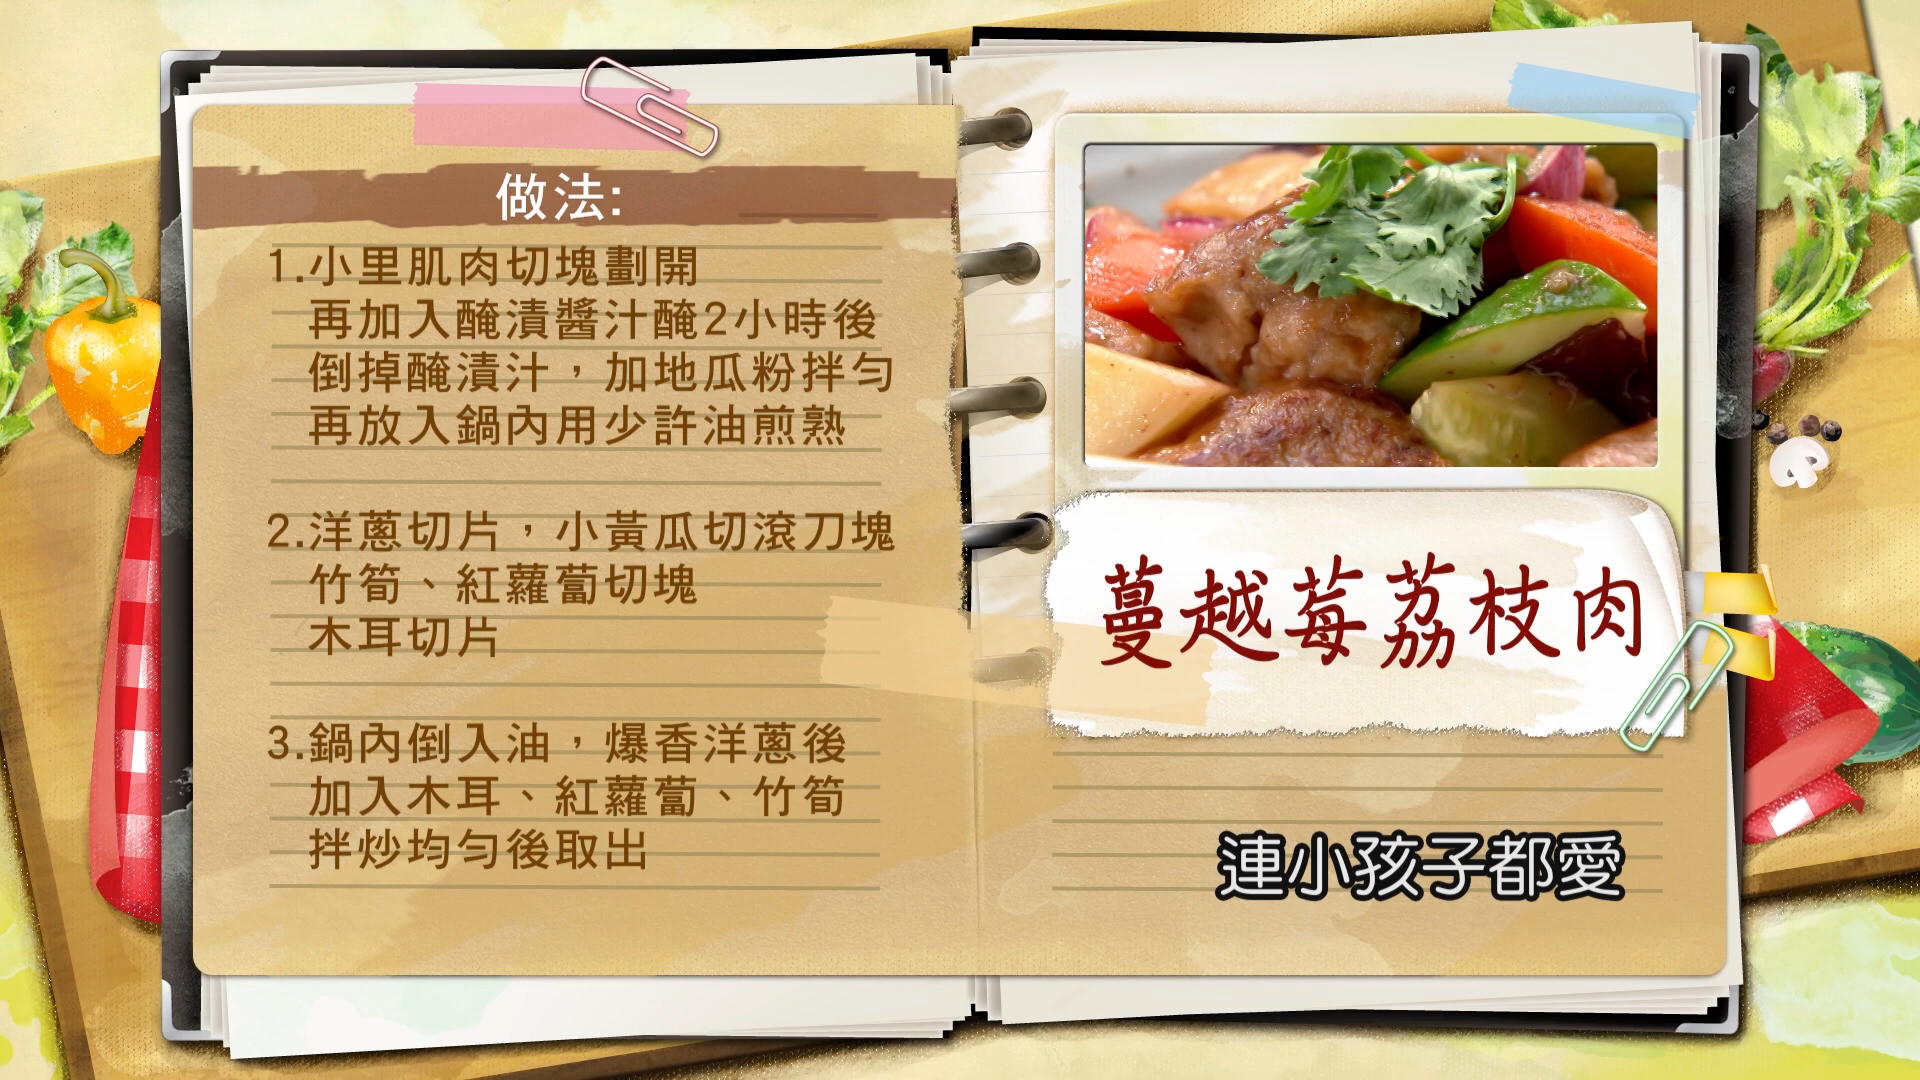 做法:
1.小里肌肉切塊劃開
再加入醃漬醬汁醃2小時後
倒掉醃漬汁，加地瓜粉拌勻
再放入鍋內用少許油煎熟
2.洋蔥切片，小黃瓜切滾刀塊
竹筍、紅蘿蔔切塊
木耳切片
3.鍋內倒入油，爆香洋蔥後
加入木耳、紅蘿蔔、竹筍
拌炒均勻後取出
蔓越莓荔枝肉
連小孩子都愛